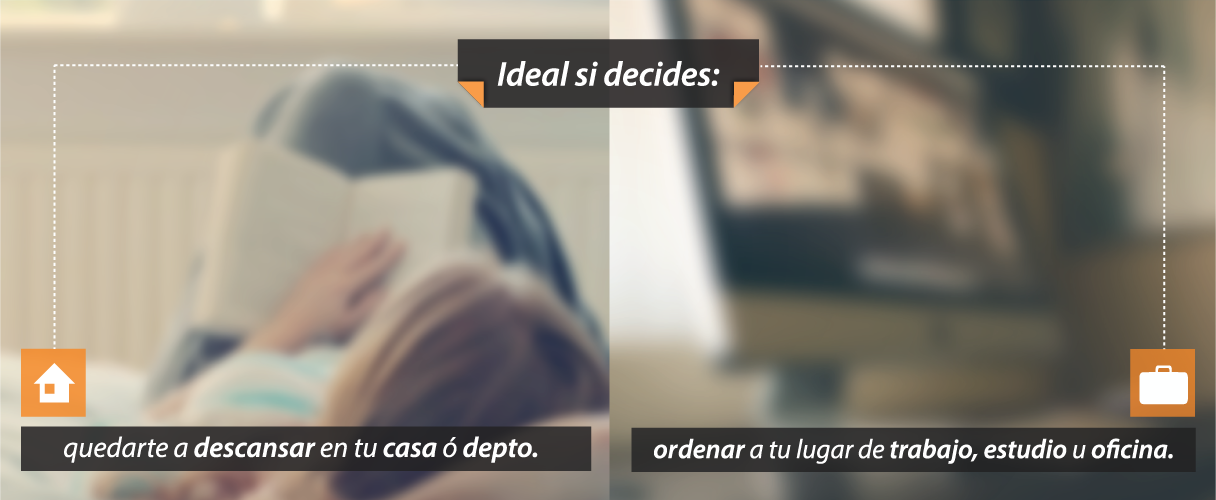 Ideal si decides:
quedarte a descansar en tu casa ó depto.
ordenar a tu lugar de trabajo, estudio u oficina.